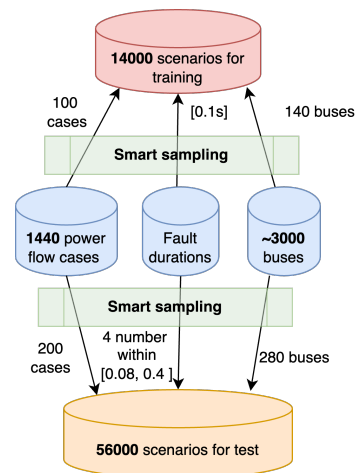 14000 scenarios for
training
100
cases
[0.1s]
140 buses
Smart sampling
1440 power
flow cases
Fault
durations
~3000
buses
Smart sampling
200
cases
4 number
within
[0.08, 0.4 ]
280 buses
56000 scenarios for test